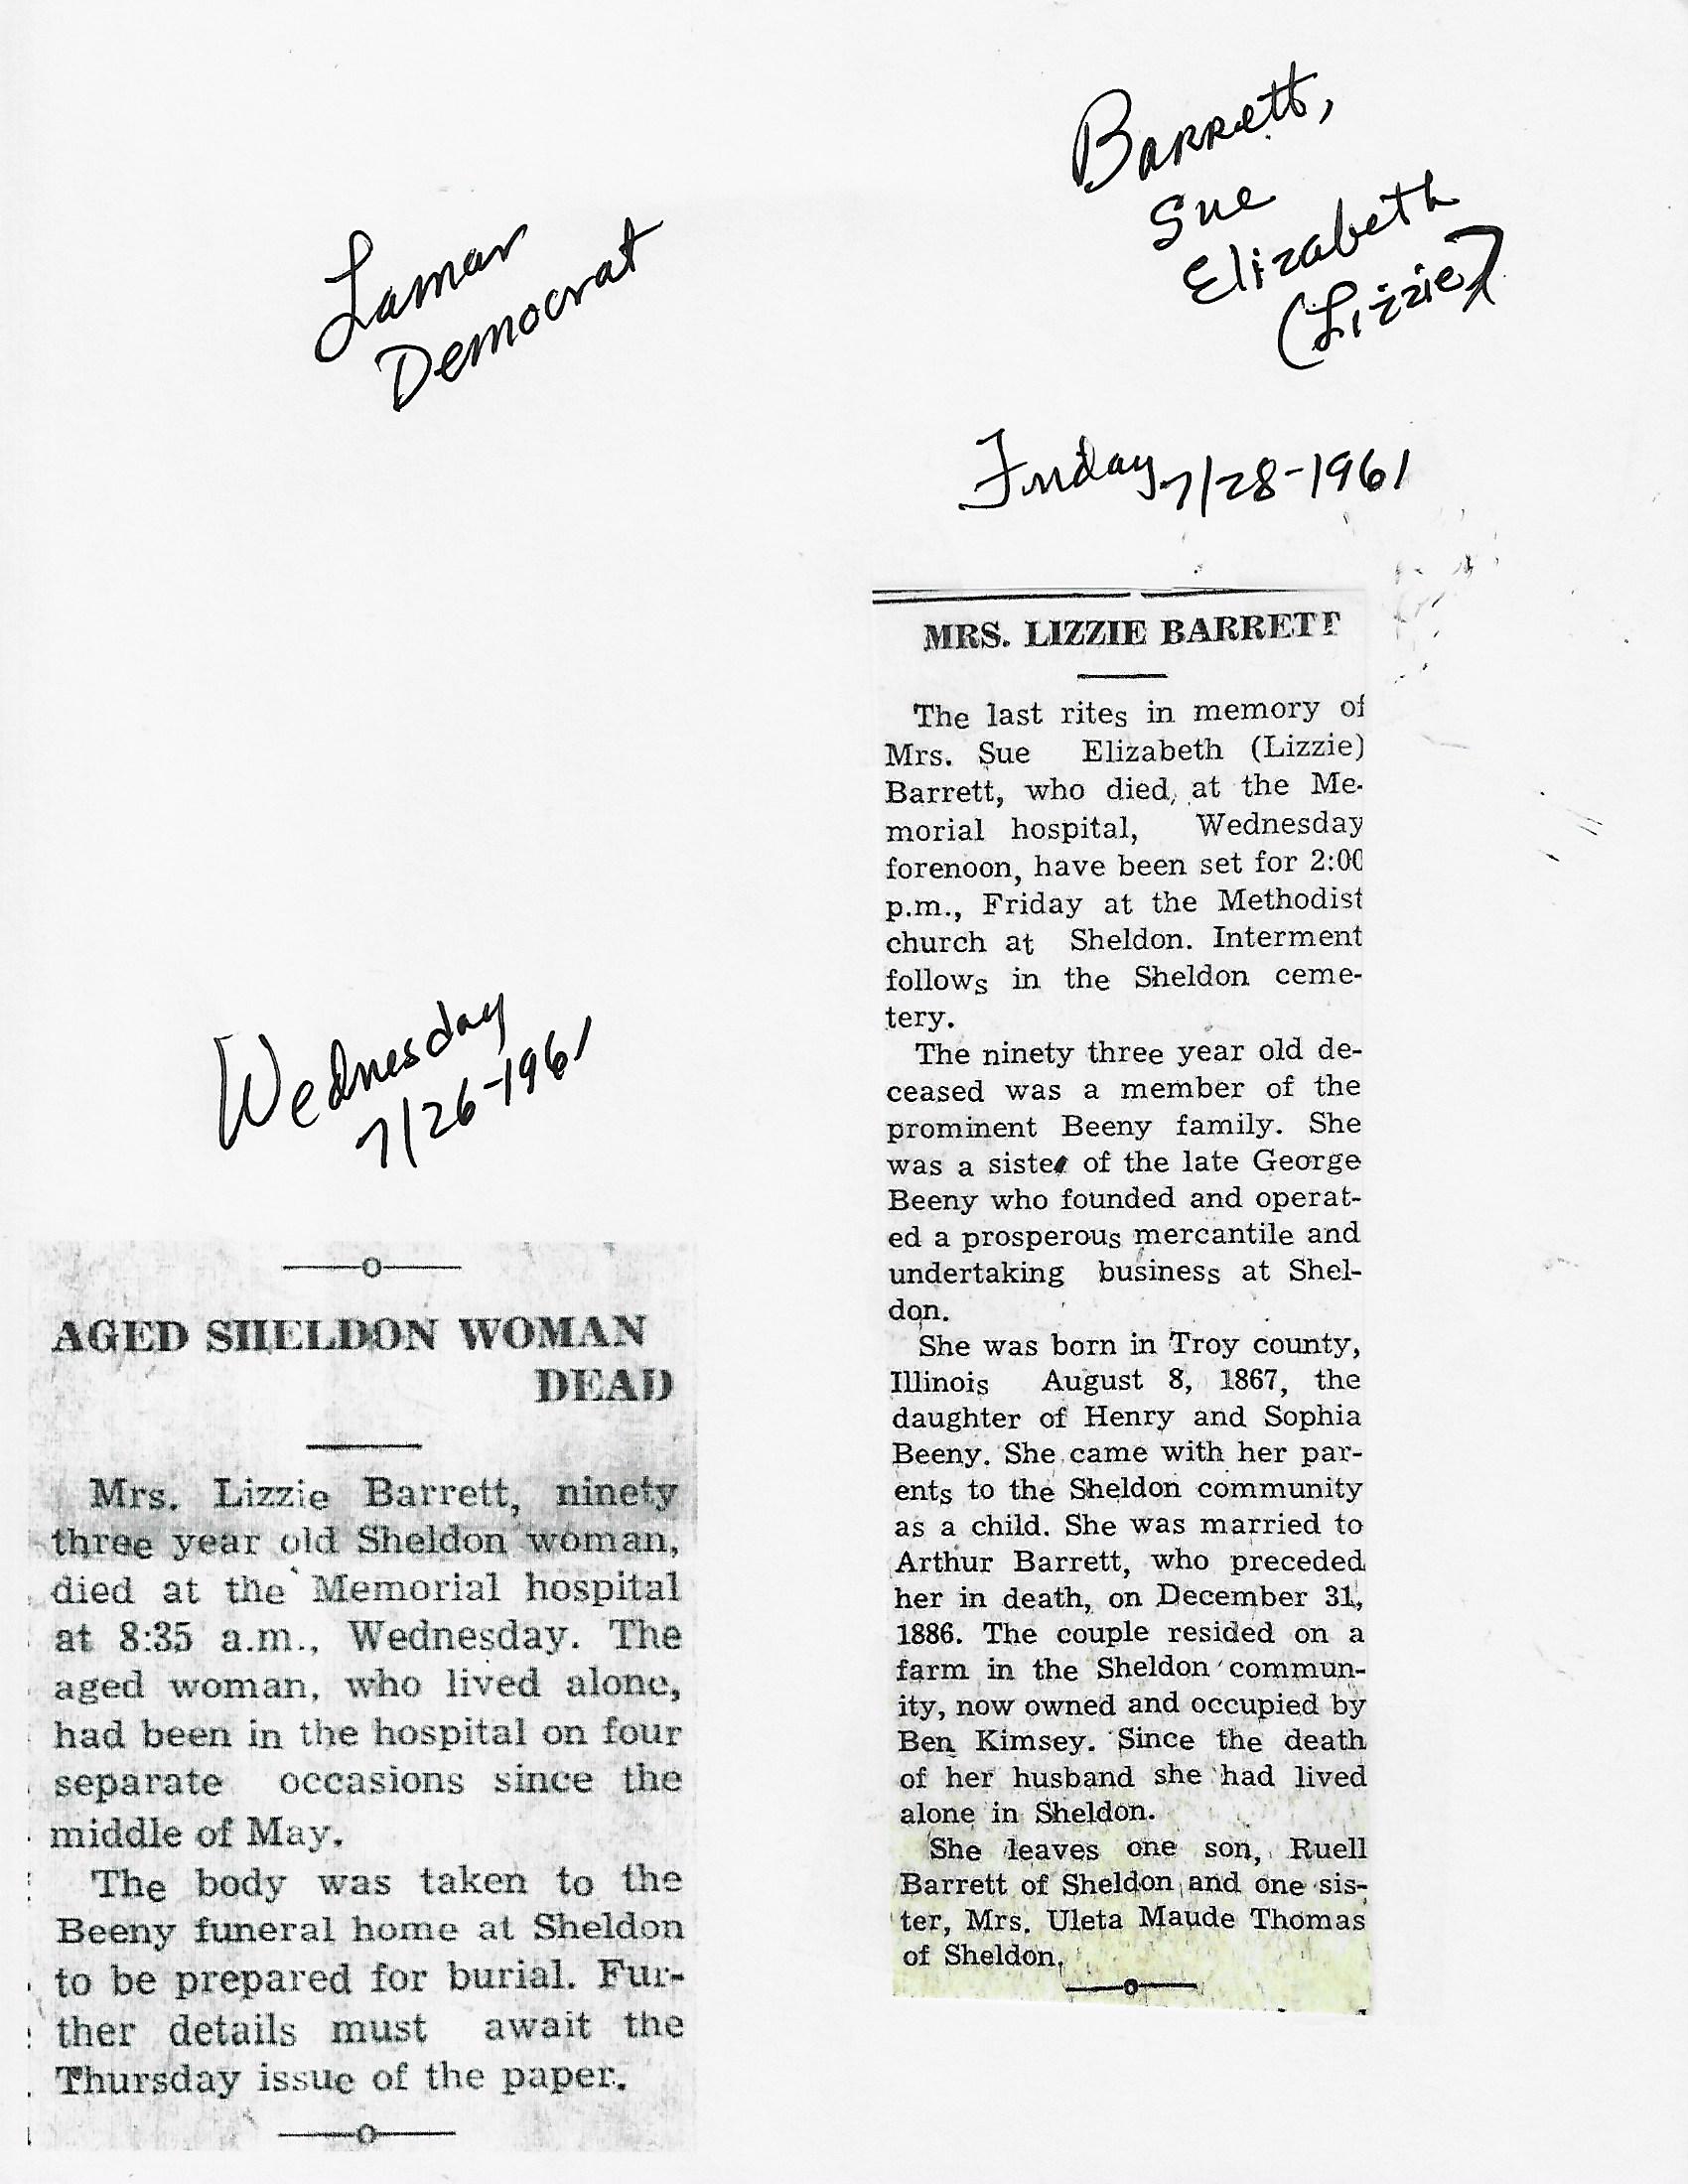 Lamar
Democrat
Barrett,
Sue
Elizabeth
(Lizzie)
Friday 7/28-1961
Wednesday
7/26-1961
AGED SHELDON WOMAN
DEAD
Mrs. Lizzie Barrett, ninety
three year old Sheldon woman,
died at the Memorial hospital
at 8:35 a.m., Wednesday. The
aged woman, who lived alone,
had been in the hospital on four
separate occasions since the
middle of May.
The body was taken to the
Beeny funeral home at Sheldon
to be prepared for burial. Fur-
ther details must await the
Thursday issue of the paper.
MRS. LIZZIE BARRETT
The last rites in memory of
Mrs. Sue Elizabeth (Lizzie)
Barrett, who died, at the Me-
morial hospital, Wednesday
forenoon, have been set for 2:00
p.m., Friday at the Methodist
church at Sheldon. Interment
follows in the Sheldon ceme-
tery.
The ninety three year old de-
ceased was a member of the
prominent Beeny family. She
was a sister of the late George
Beeny who founded and operat-
ed a prosperous mercantile and
undertaking business at Shel-
don.
She was born in Troy county,
Illinois August 8, 1867, the
daughter of Henry and Sophia
Beeny. She came with her par-
ents to the Sheldon community
as a child. She was married to
Arthur Barrett, who preceded
her in death, on December 31,
1886. The couple resided on a
farm in the Sheldon commun-
ity, now owned and occupied by
Ben Kimsey. Since the death
of her husband she had lived
alone in Sheldon.
She leaves one son, Ruell
Barrett of Sheldon and one sis-
ter, Mrs. Uleta Maude Thomas
of Sheldon.